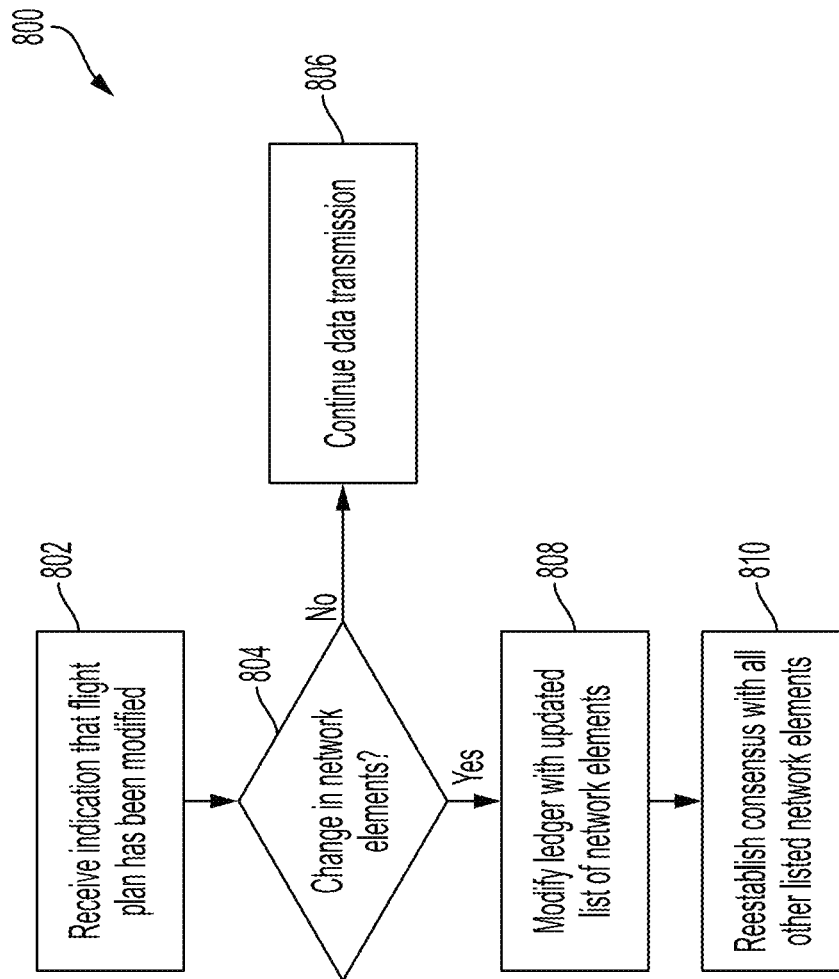 800
802
Receive indication that flight
plan has been modified
804
Change in network
elements?
No
806
Continue data transmission
Yes
808
Modify ledger with updated
list of network elements
810
Reestablish consensus with all
other listed network elements